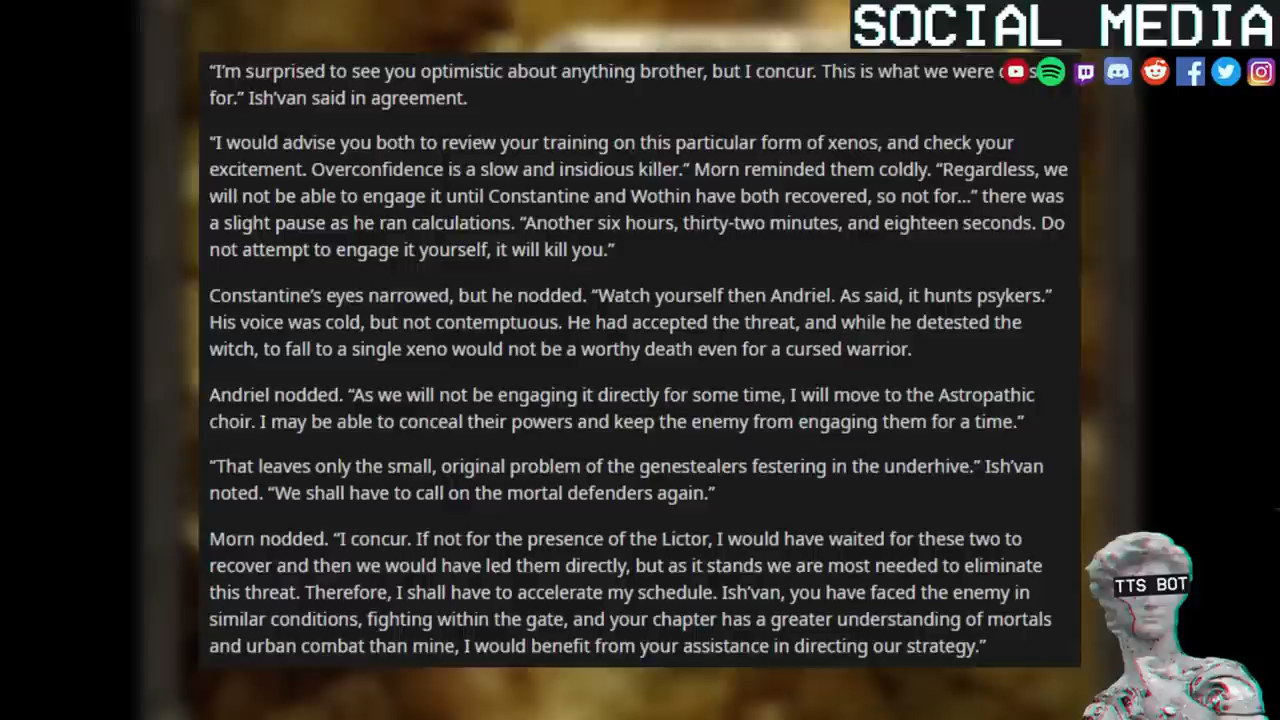 SOCIAL MEDIA
“I’m surprised to see you optimistic about anything brother, but I concur. This is what we were
for.” Ish’van said in agreement.
“I would advise you both to review your training on this particular form of xenos, and check your
excitement. Overconfidence is a slow and insidious killer.” Morn reminded them coldly. “Regardless, we
will not be able to engage it until Constantine and Wothin have both recovered, so not for...” there was
a slight pause as he ran calculations. “Another six hours, thirty-two minutes, and eighteen seconds. Do
not attempt to engage it yourself, it will kill you.”
Constantine’s eyes narrowed, but he nodded. “Watch yourself then Andriel. As said, it hunts psykers.”
His voice was cold, but not contemptuous. He had accepted the threat, and while he detested the
witch, to fall to a single xeno would not be a worthy death even for a cursed warrior.
Andriel nodded. “As we will not be engaging it directly for some time, I will move to the Astropathic
choir. I may be able to conceal their powers and keep the enemy from engaging them for a time.”
“That leaves only the small, original problem of the genestealers festering in the underhive.” Ish’van
noted. “We shall have to call on the mortal defenders again.”
Morn nodded. “I concur. If not for the presence of the Lictor, I would have waited for these two to
recover and then we would have led them directly, but as it stands we are most needed to eliminate
this threat. Therefore, I shall have to accelerate my schedule. Ish’van, you have faced the enemy in
similar conditions, fighting within the gate, and your chapter has a greater understanding of mortals
and urban combat than mine, I would benefit from your assistance in directing our strategy.”
TTS BOT